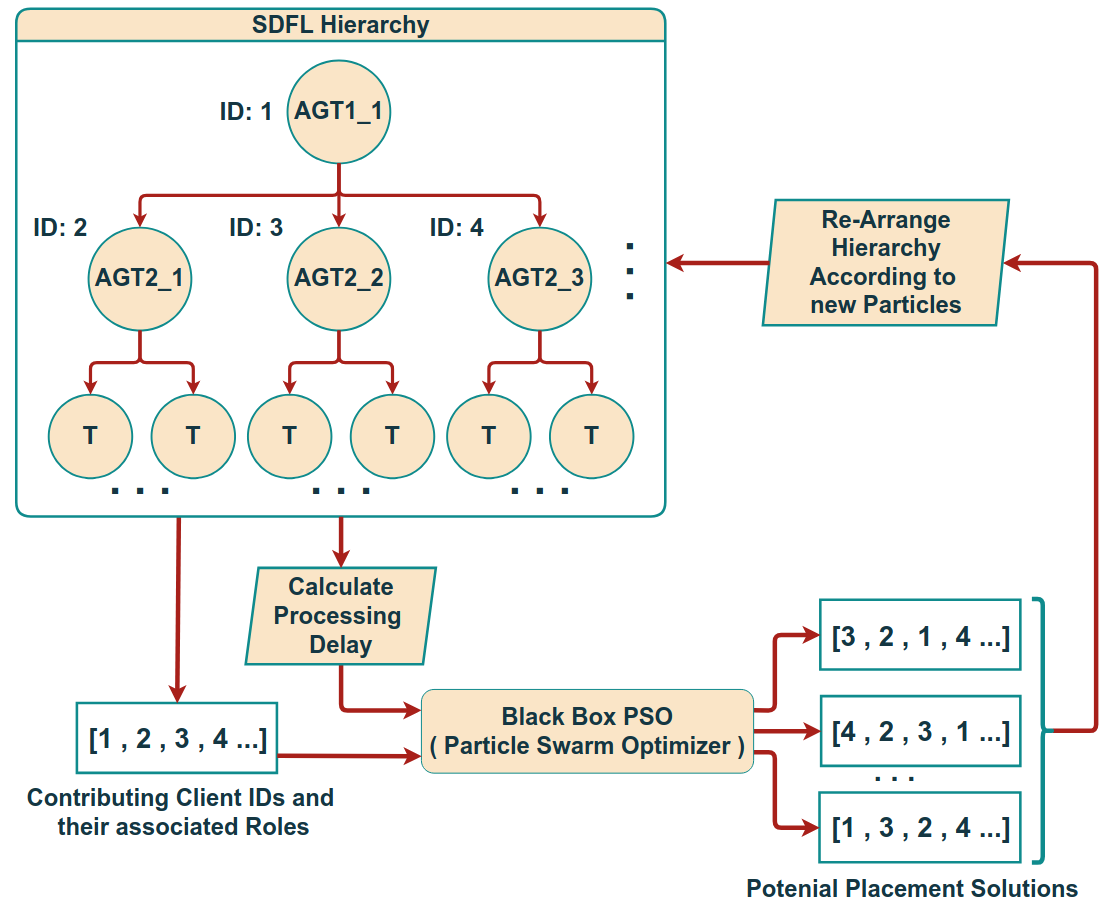 SDFL Hierarchy
ID: 1
AGT1_1
ID: 2
ID: 3
ID: 4
AGT2_1
AGT2_2
AGT2_3
T
T
T
T
T
T
. . .
. . .
. . .
Re-Arrange
Hierarchy
According to
new Particles
Calculate
Processing
Delay
[1 , 2 , 3 , 4 ...]
Contributing Client IDs and
their associated Roles
Black Box PSO
( Particle Swarm Optimizer )
[3 , 2 , 1 , 4 ...]
[4 , 2 , 3 , 1 ...]
. . .
[1 , 3 , 2 , 4 ...]
Potenial Placement Solutions